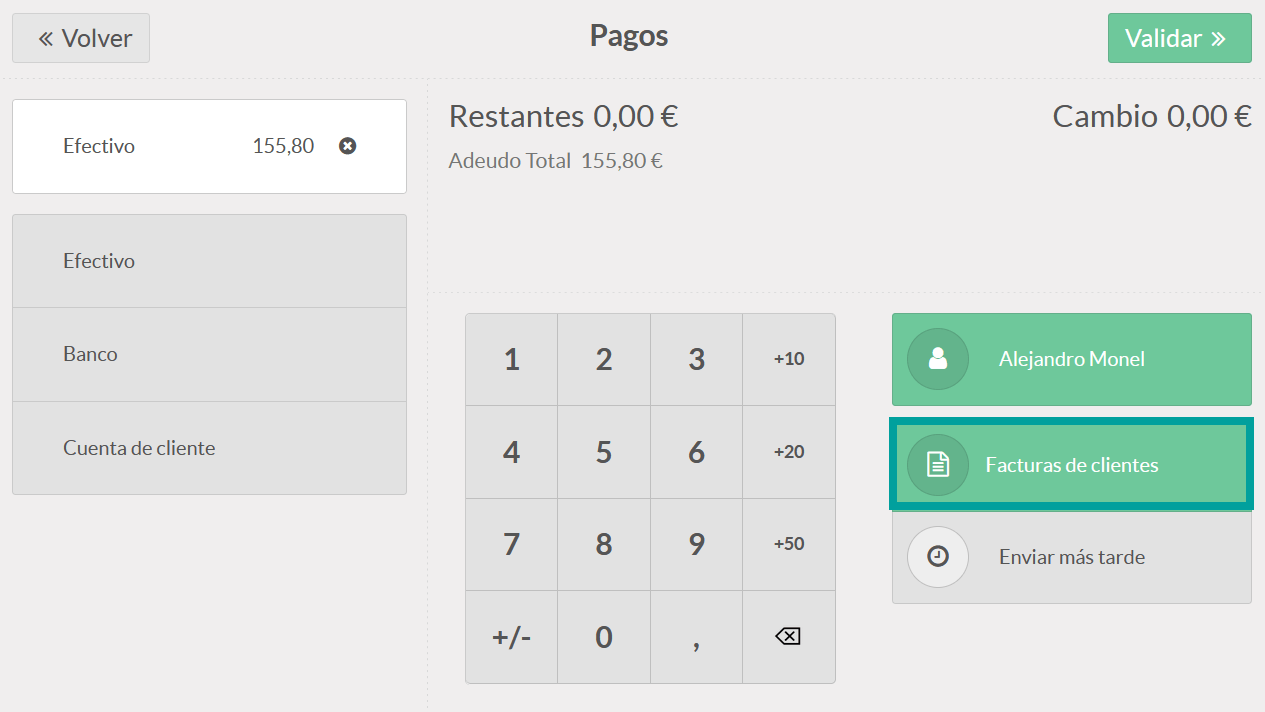 Volver
Pagos
Validar
Efectivo 155,80
Efectivo
Banco
Cuenta de cliente
Restantes 0,00 €
Cambio 0,00 €
Adeudo Total 155,80 €
1 2 3 +10
4 5 6 +20
7 8 9 +50
+/- 0 ,
Alejandro Monel
Facturas de clientes
Enviar más tarde